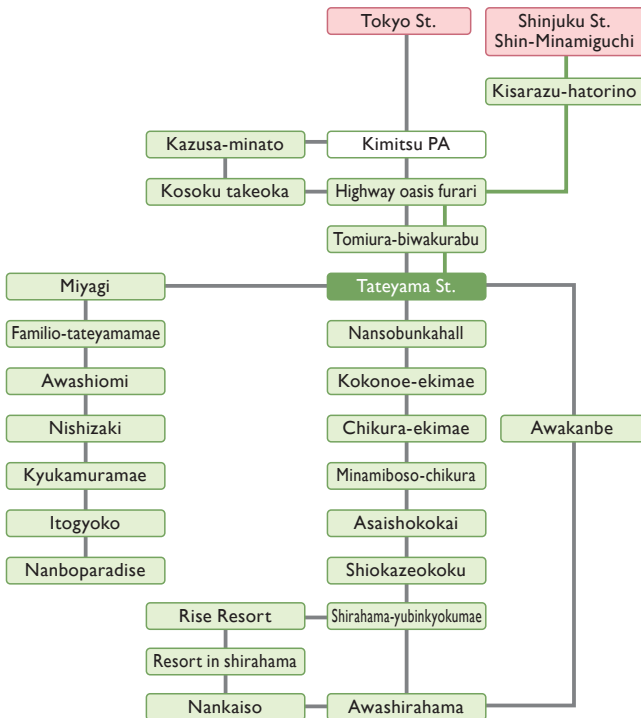 Tokyo St.
Shinjuku St.
Shin-Minamiguchi
Kisarazu-hatorino
Kazusa-minato
Kimitsu PA
Kosoku takeoka
Highway oasis furari
Tomiura-biwakurabu
Miyagi
Tateyama St.
Familio-tateyamamae
Nansobunkahall
Awashiomi
Kokonoe-ekimae
Nishizaki
Chikura-ekimae
Awakanbe
Kyukamuramae
Minamiboso-chikura
Itogyoko
Asaishokokai
Nanboparadise
Shiokazeokoku
Rise Resort
Shirahama-yubinkyokumae
Resort in shirahama
Nankaiso
Awashirahama